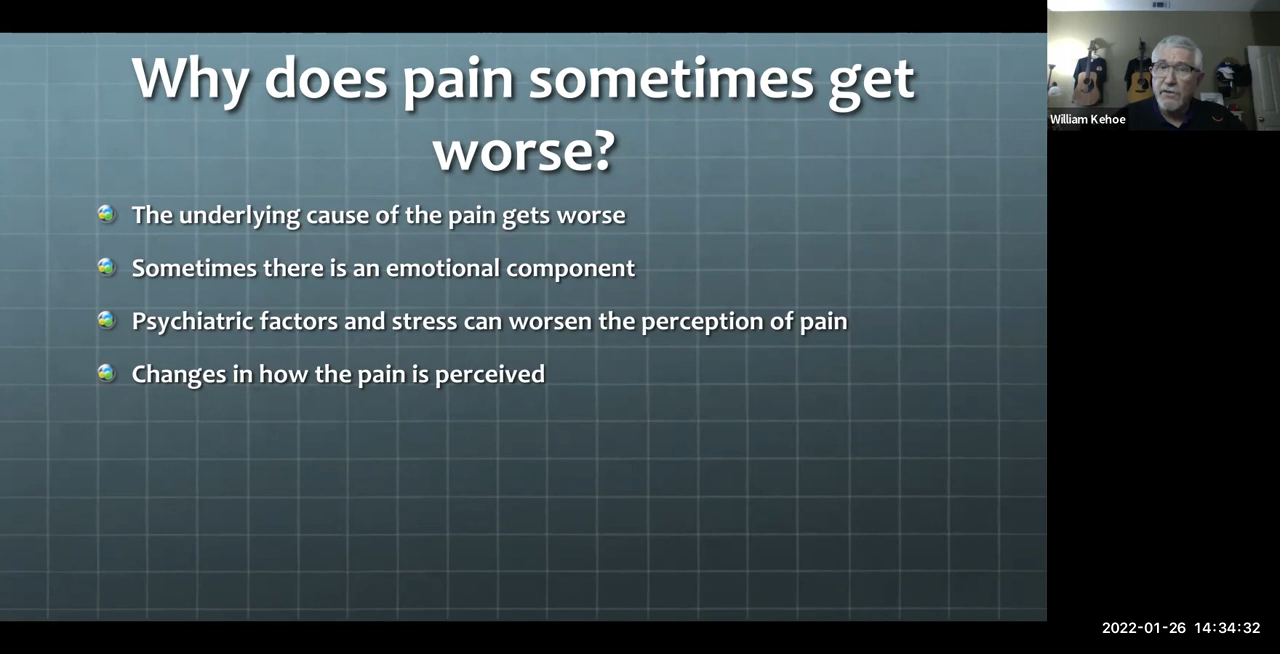 Why does pain sometimes get
worse?
The underlying cause of the pain gets worse
Sometimes there is an emotional component
Psychiatric factors and stress can worsen the perception of pain
Changes in how the pain is perceived
William Kehoe
2022-01-26 14:34:32